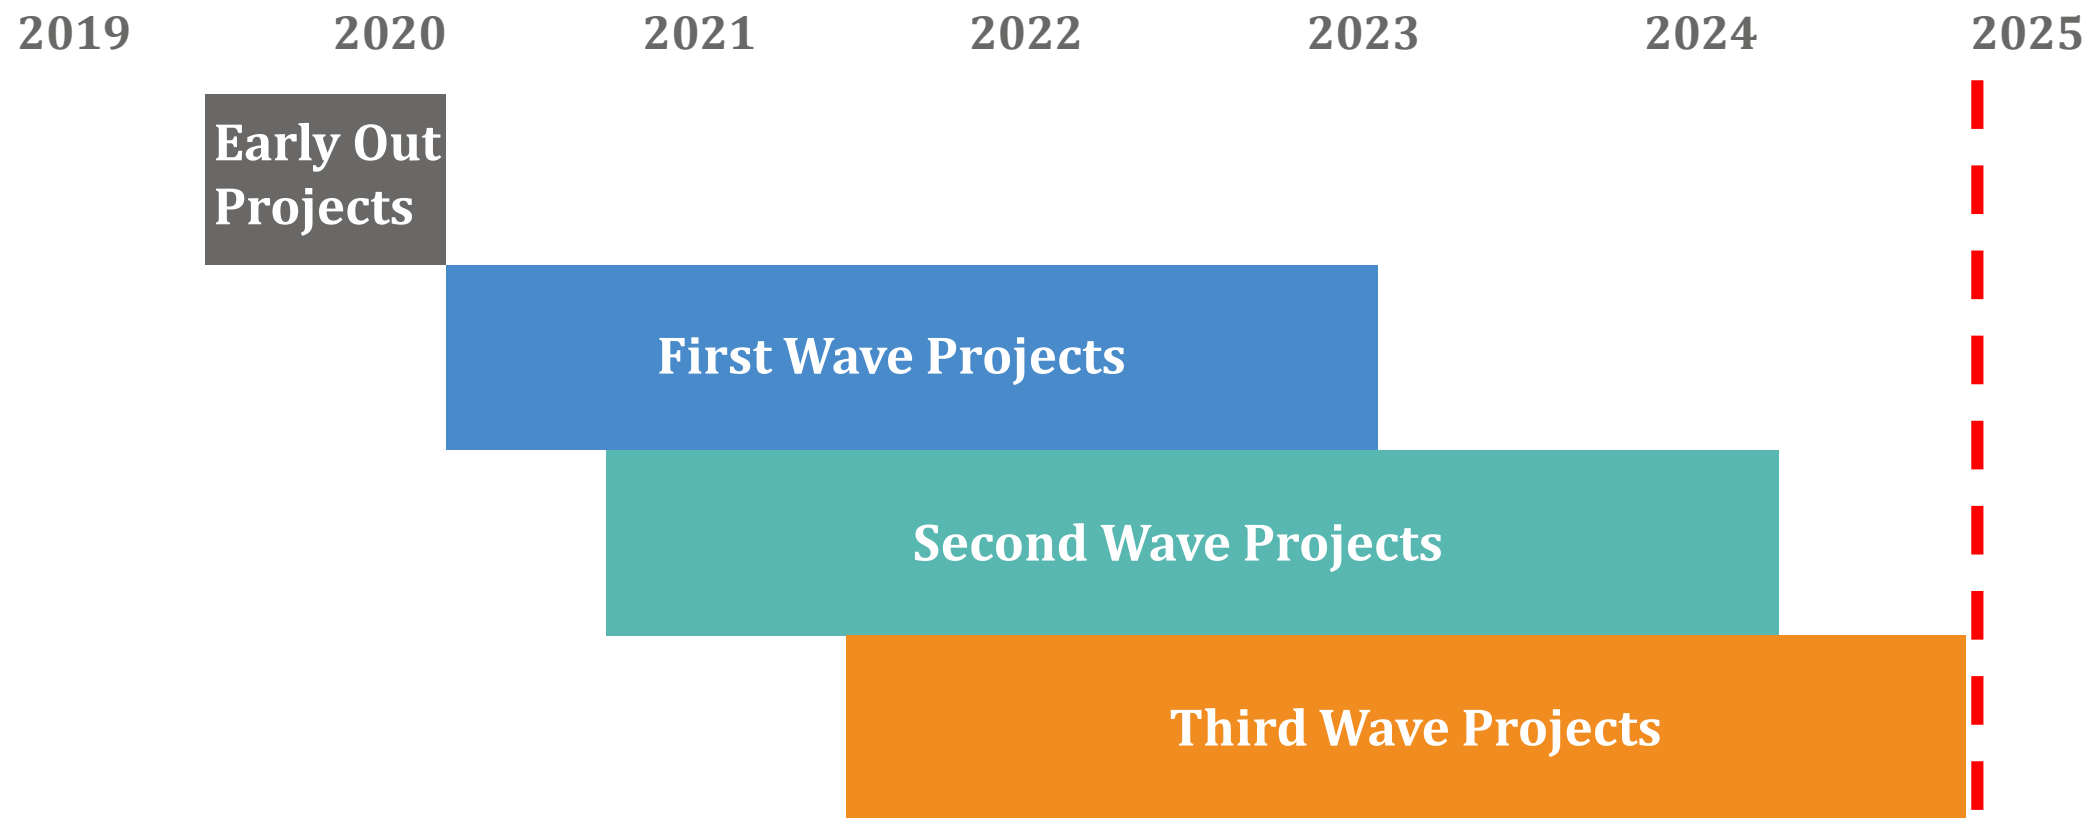 2019 2020 2021 2022 2023 2024 2025
Early Out
Projects
First Wave Projects
Second Wave Projects
Third Wave Projects